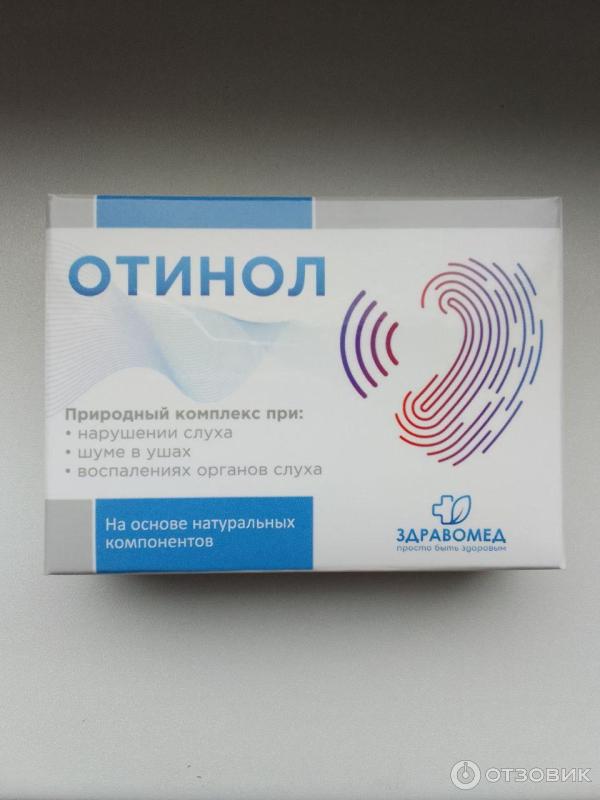 ОТИНОЛ
Природный комплекс при:
• нарушении слуха
• шуме в ушах
• воспалениях органов слуха
На основе натуральных
компонентов
ЗДРАВОМЕД
просто быть здоровым
ОТЗОВИК